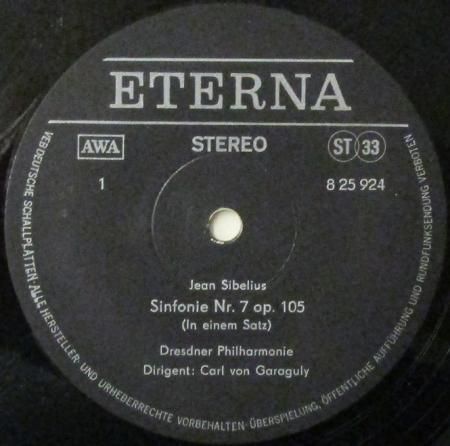 ETERNA
AWA
STEREO
ST 33
1
8 25 924
Jean Sibelius
Sinfonie Nr. 7 op. 105
(In einem Satz)
Dresdner Philharmonie
Dirigent: Carl von Garaguly
VEB DEUTSCHE SCHALLPLATTEN · ALLE HERSTELLER- UND URHEBERRECHTE VORBEHALTEN · ÜBERSPIELUNG, ÖFFENTLICHE AUFFÜHRUNG UND RUNDFUNKSENDUNG VERBOTEN